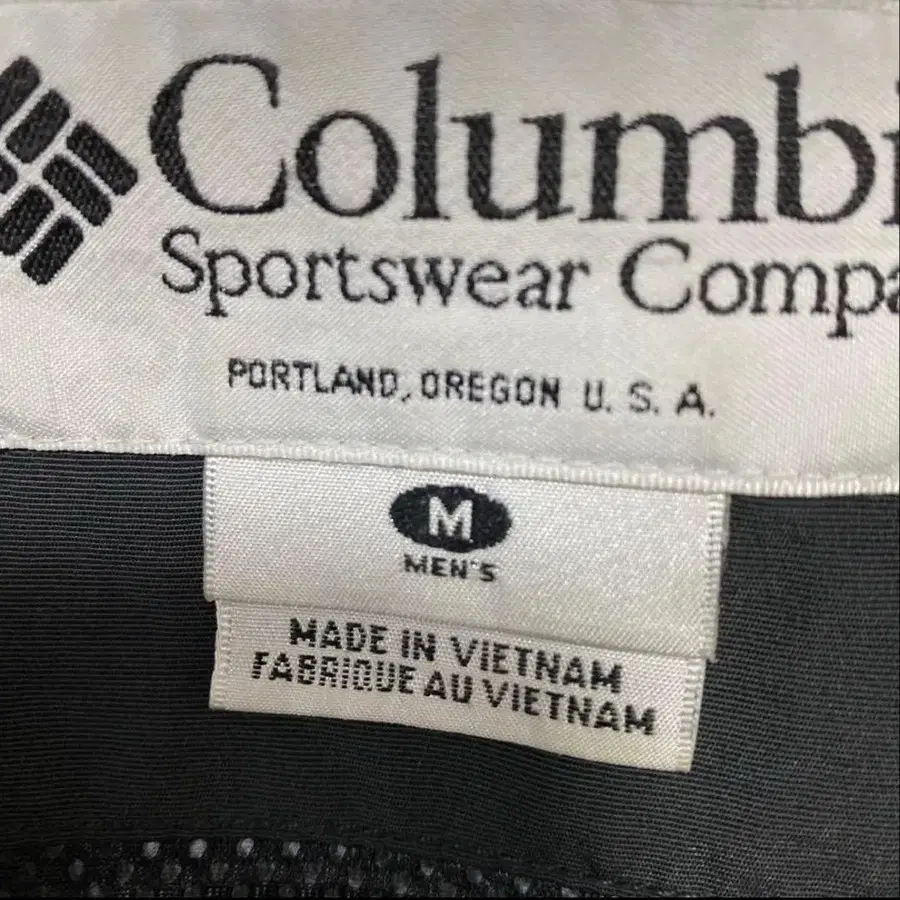 Columbi
Sportswear Compa
PORTLAND, OREGON U. S. A.
M
MEN'S
MADE IN VIETNAM
FABRIQUE AU VIETNAM